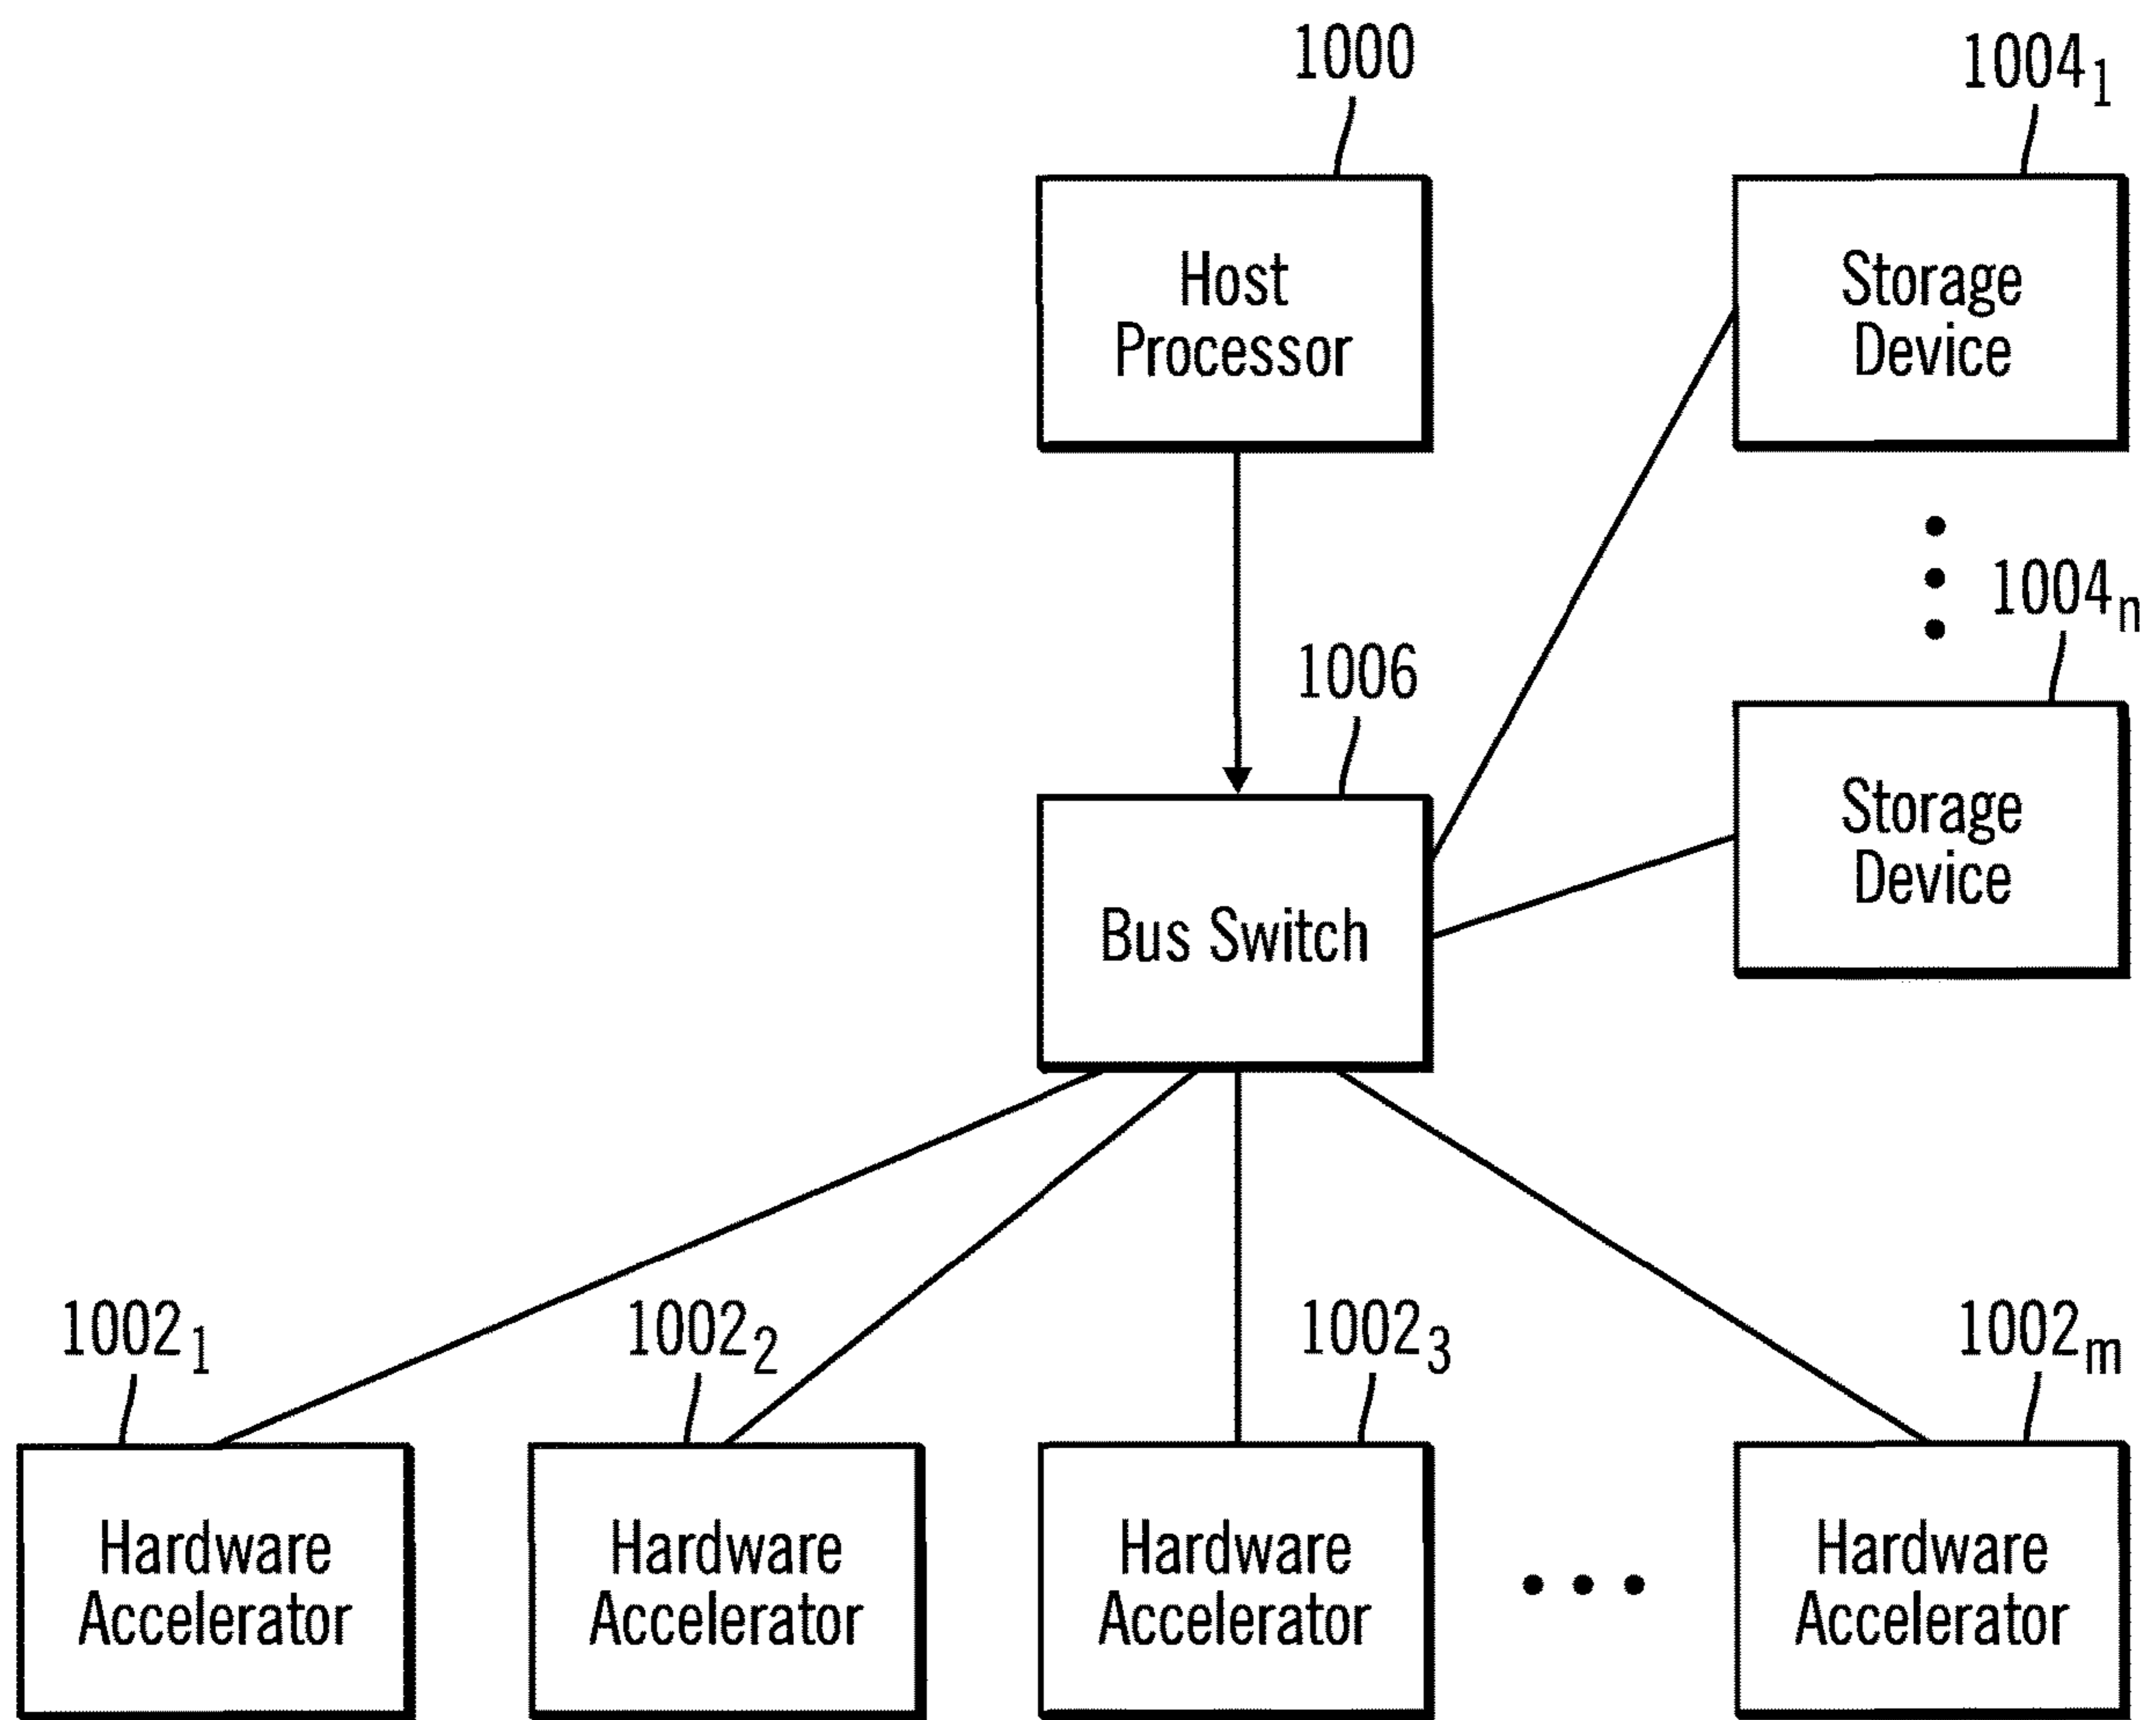 1000
1004₁
Host
Processor
Storage
Device
1004ₙ
1006
Storage
Device
Bus Switch
1002₁
1002₂
1002₃
1002ₘ
Hardware
Accelerator
Hardware
Accelerator
Hardware
Accelerator
Hardware
Accelerator